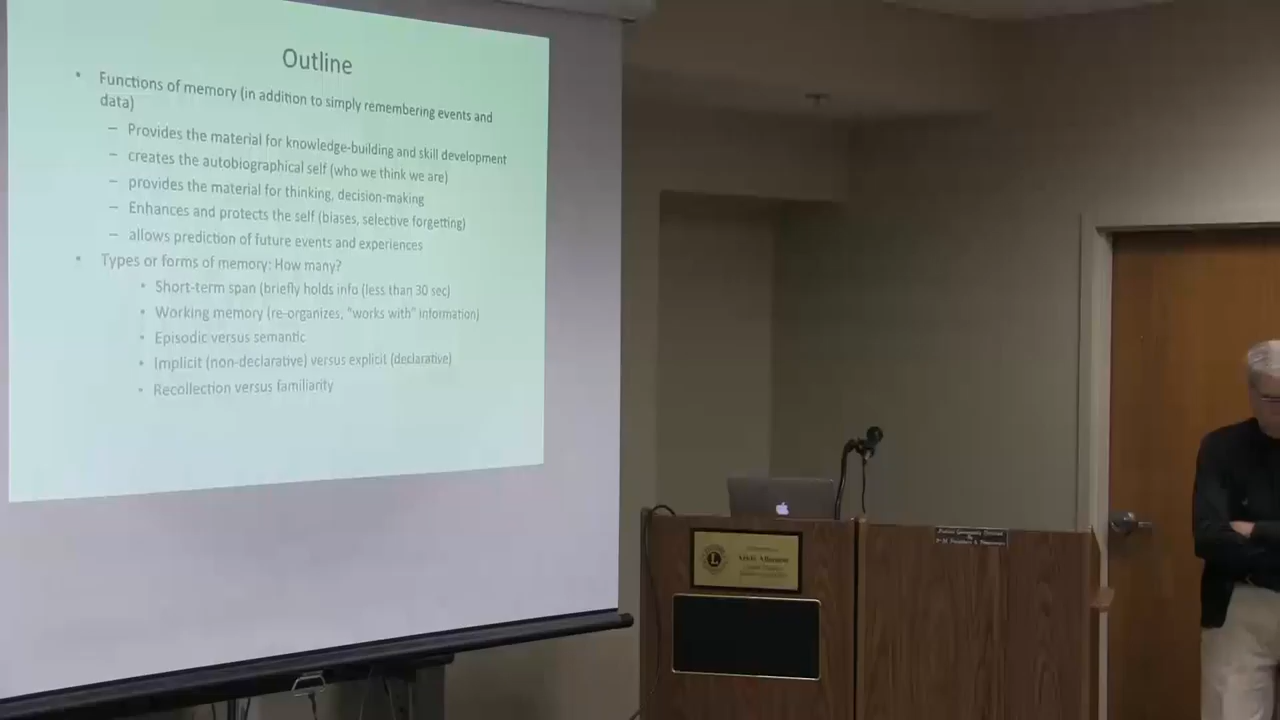 Outline
• Functions of memory (in addition to simply remembering events and
data)
– Provides the material for knowledge-building and skill development
– creates the autobiographical self (who we think we are)
– provides the material for thinking, decision-making
– Enhances and protects the self (biases, selective forgetting)
– allows prediction of future events and experiences
• Types or forms of memory: How many?
• Short-term span (briefly holds info (less than 30 sec)
• Working memory (re-organizes, "works with" information)
• Episodic versus semantic
• Implicit (non-declarative) versus explicit (declarative)
• Recollection versus familiarity
L